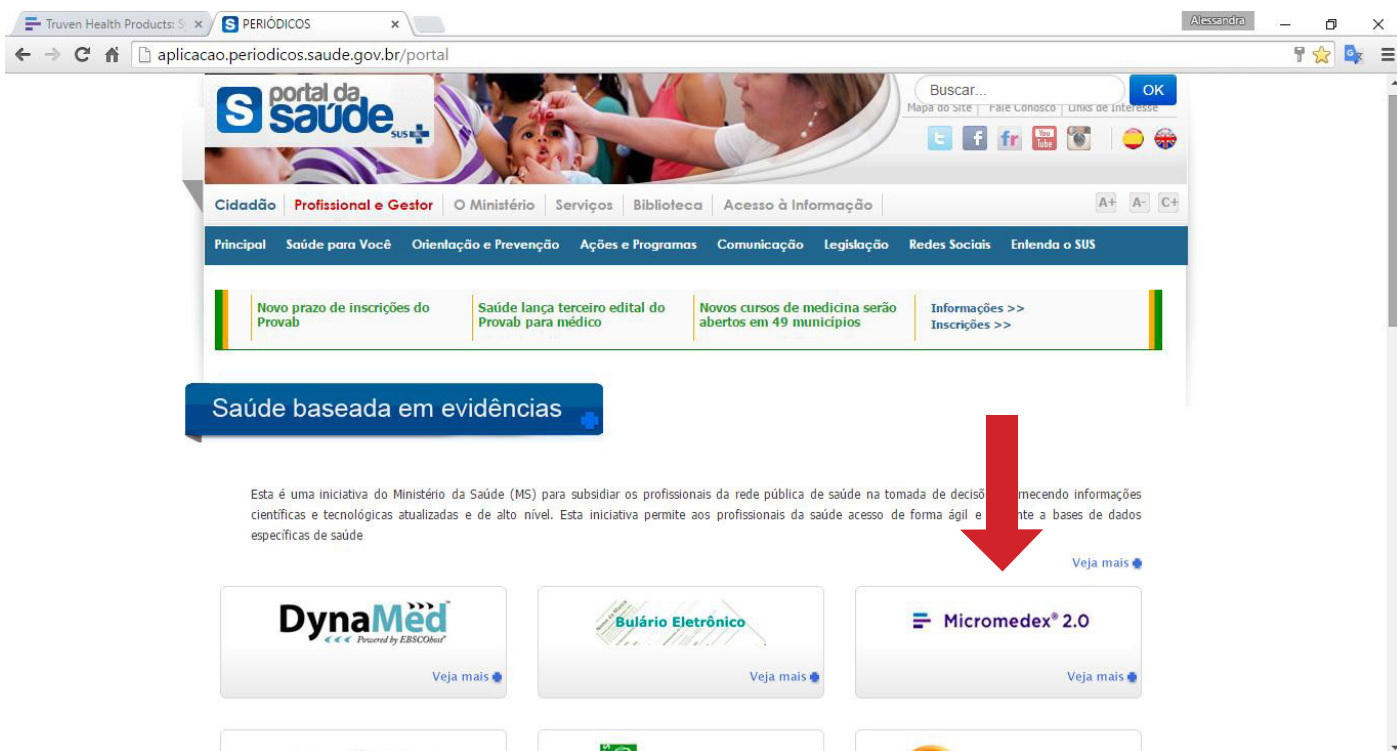 Truven Health Products: S
PERIÓDICOS
Alessandra
aplicacao.periodicos.saude.gov.br/portal
S portal da saúde SUS
Buscar...
OK
Mapa do Site Fale Conosco Links de Interesse
f fr You Tube
Cidadão Profissional e Gestor O Ministério Serviços Biblioteca Acesso à Informação A+ A- C+
Principal Saúde para Você Orientação e Prevenção Ações e Programas Comunicação Legislação Redes Sociais Entenda o SUS
Novo prazo de inscrições do
Provab
Saúde lança terceiro edital do
Provab para médico
Novos cursos de medicina serão
abertos em 49 municípios
Informações >>
Inscrições >>
Saúde baseada em evidências
Esta é uma iniciativa do Ministério da Saúde (MS) para subsidiar os profissionais da rede pública de saúde na tomada de informações
científicas e tecnológicas atualizadas e de alto nível. Esta iniciativa permite aos profissionais da saúde acesso de forma ágil e a bases de dados
específicas de saúde
Veja mais
DynaMed
Powered by EBSCOhost
Veja mais
Bulário Eletrônico
Veja mais
Micromedex® 2.0
Veja mais